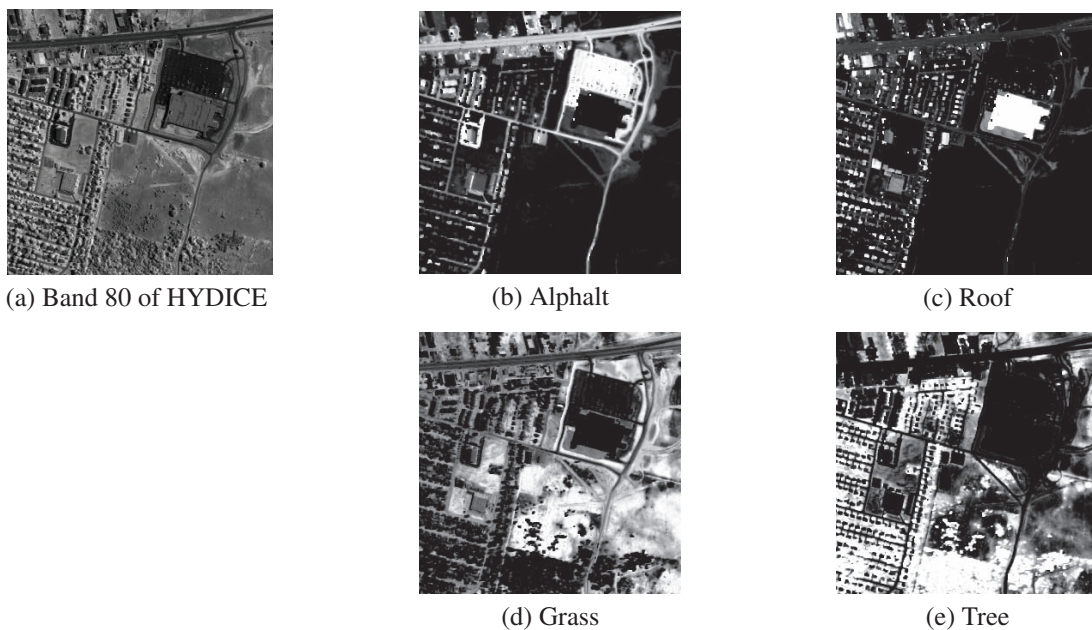 (a) Band 80 of HYDICE
(b) Alphalt
(c) Roof
(d) Grass
(e) Tree